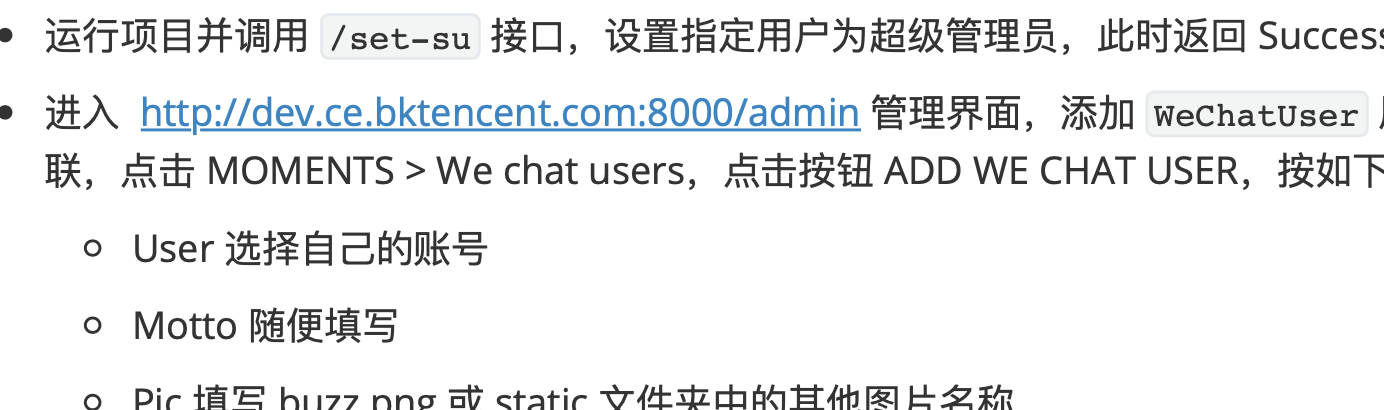 运行项目并调用 /set-su 接口，设置指定用户为超级管理员，此时返回 Success
进入 http://dev.ce.bktencent.com:8000/admin 管理界面，添加 WeChatUser
联，点击 MOMENTS > We chat users，点击按钮 ADD WE CHAT USER，按如下
User 选择自己的账号
Motto 随便填写
Pic 填写 buzz.png 或 static 文件夹中的其他图片名称